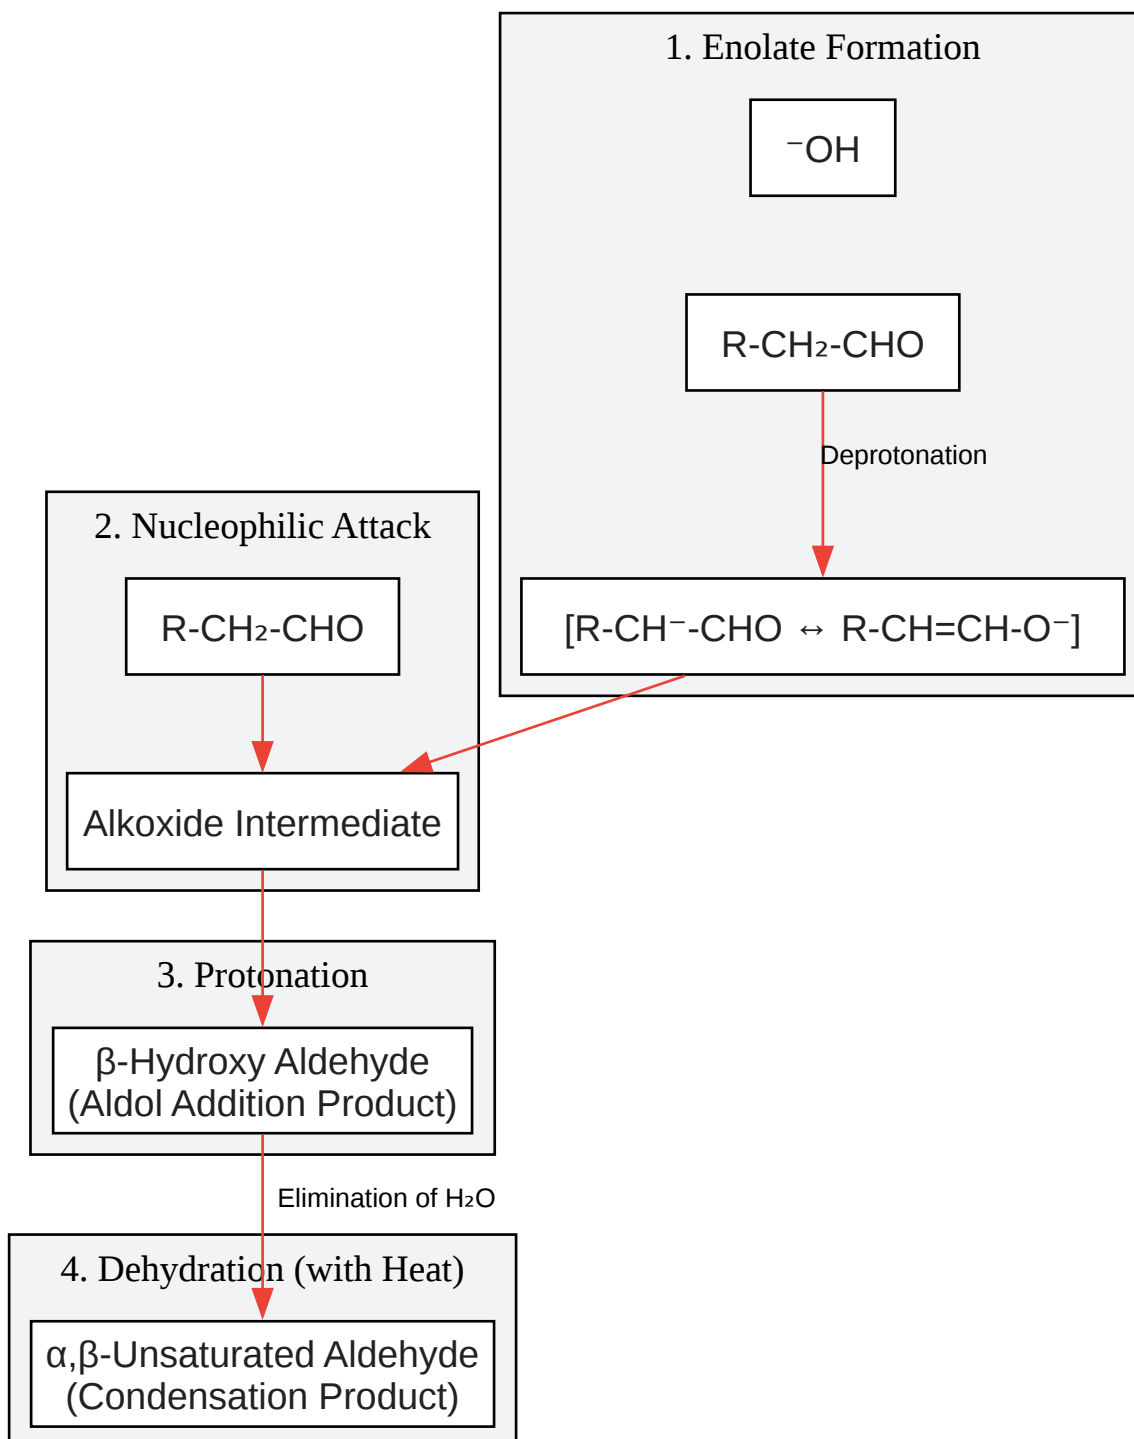 1. Enolate Formation
⁻OH
R-CH₂-CHO
Deprotonation
[R-CH⁻-CHO ↔ R-CH=CH-O⁻]
2. Nucleophilic Attack
R-CH₂-CHO
Alkoxide Intermediate
3. Protonation
β-Hydroxy Aldehyde
(Aldol Addition Product)
Elimination of H₂O
4. Dehydration (with Heat)
α,β-Unsaturated Aldehyde
(Condensation Product)